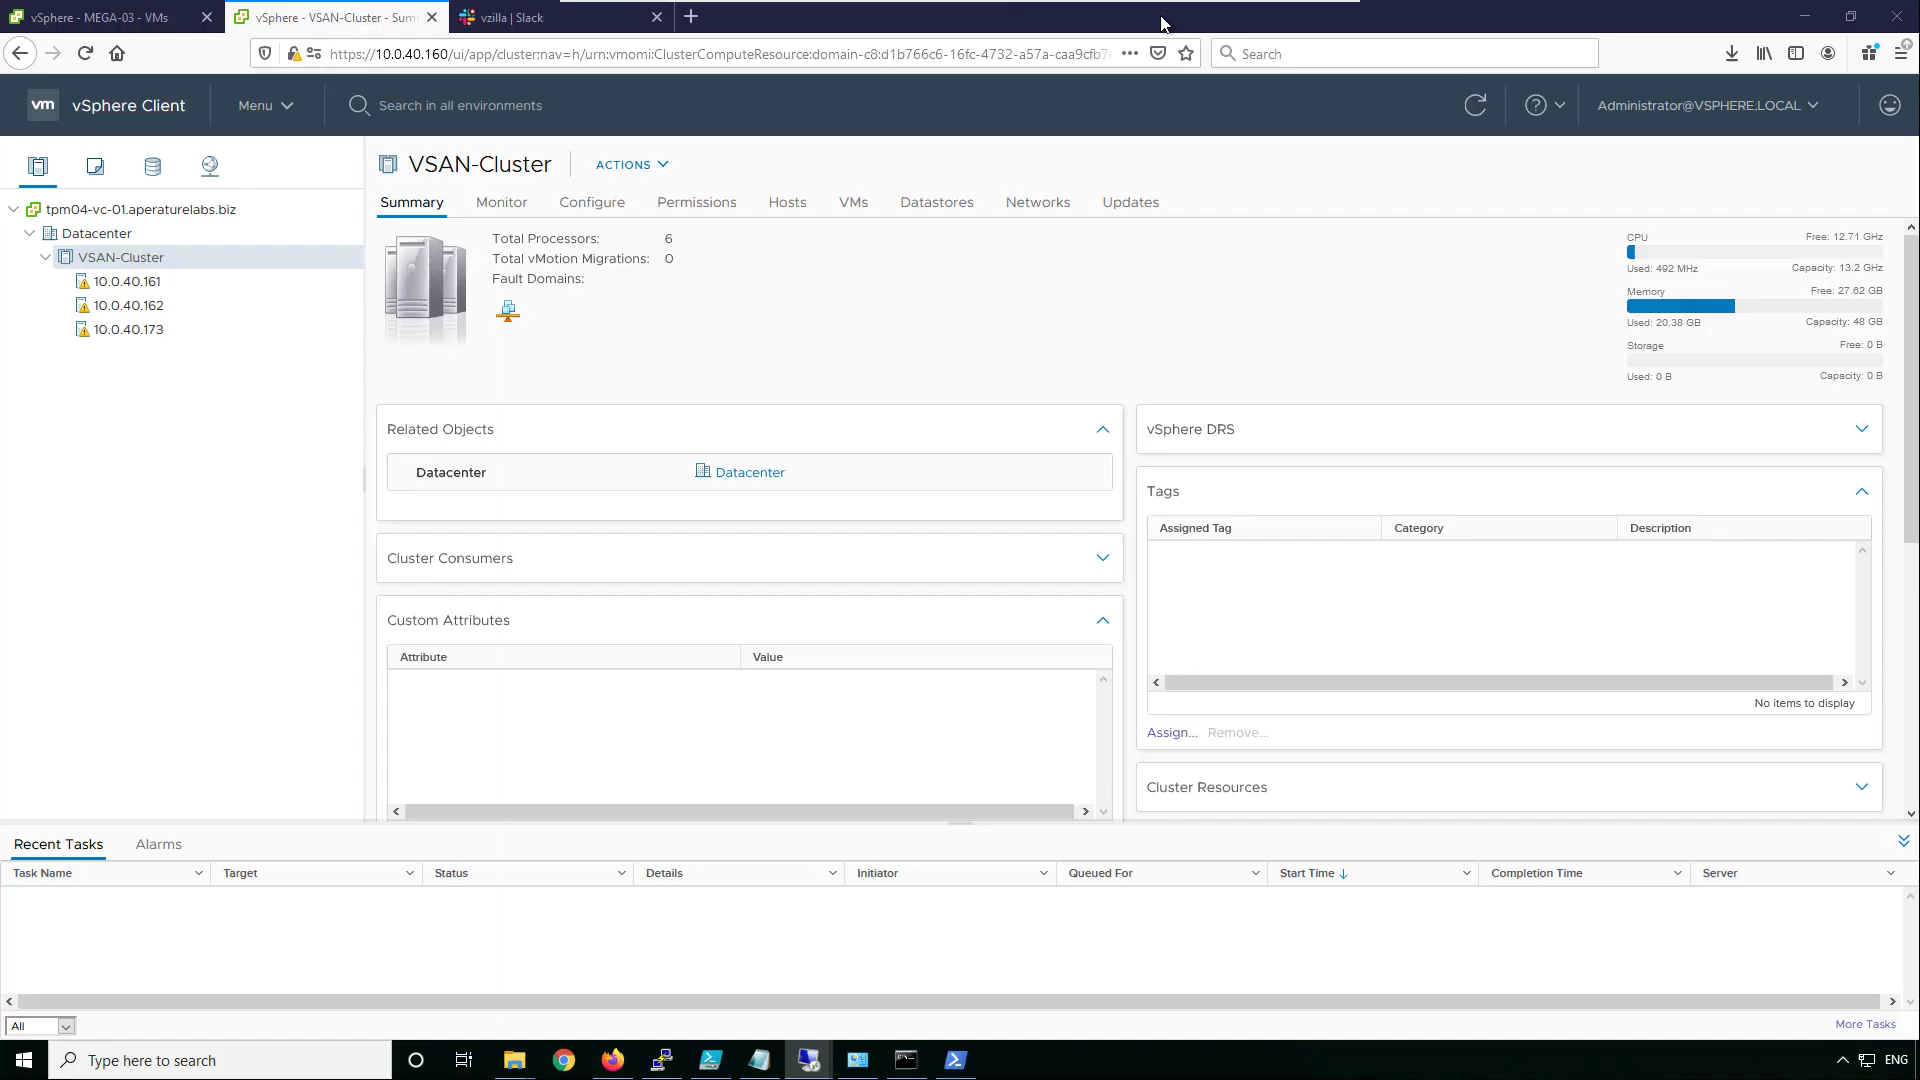 vSphere - MEGA-03 - VMs
vSphere - VSAN-Cluster - Sum
vzilla | Slack
https://10.0.40.160/ui/app/cluster;nav=h/urn:vmomi:ClusterComputeResource:domain-c8:d1b766c6-16fc-4732-a57a-caa9cfb7
Search
vm
vSphere Client
Menu
Search in all environments
Administrator@VSPHERE.LOCAL
VSAN-Cluster
ACTIONS
Summary
Monitor
Configure
Permissions
Hosts
VMs
Datastores
Networks
Updates
tpm04-vc-01.aperaturelabs.biz
Datacenter
VSAN-Cluster
10.0.40.161
10.0.40.162
10.0.40.173
Total Processors: 6
Total vMotion Migrations: 0
Fault Domains:
CPU Free: 12.71 GHz
Used: 492 MHz Capacity: 13.2 GHz
Memory Free: 27.62 GB
Used: 20.38 GB Capacity: 48 GB
Storage Free: 0 B
Used: 0 B Capacity: 0 B
Related Objects
Datacenter Datacenter
Cluster Consumers
Custom Attributes
Attribute Value
vSphere DRS
Tags
Assigned Tag Category Description
No items to display
Assign... Remove...
Cluster Resources
Recent Tasks Alarms
Task Name Target Status Details Initiator Queued For Start Time Completion Time Server
All
More Tasks
Type here to search
ENG